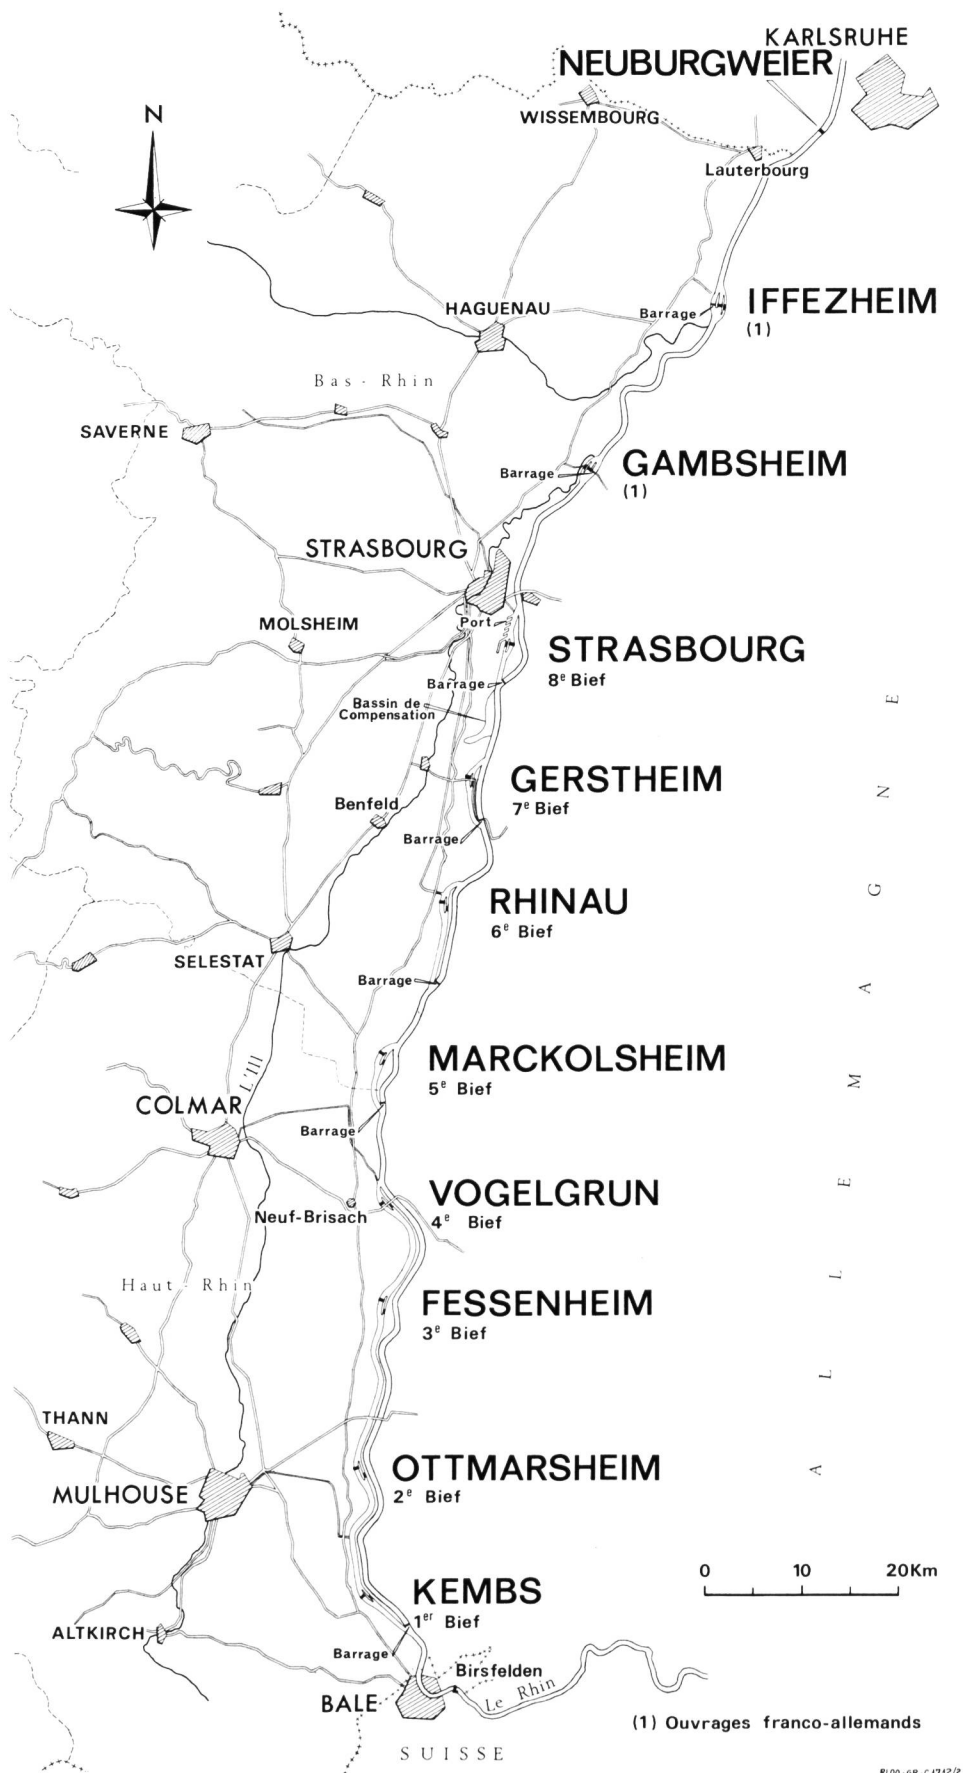 KARLSRUHE
NEUBURGWEIER
N
WISSEMBOURG
Lauterbourg
IFFEZHEIM
(1)
Barrage
HAGUENAU
Bas-Rhin
SAVERNE
GAMBSHEIM
(1)
Barrage
STRASBOURG
MOLSHEIM
Port
STRASBOURG
8e Bief
Barrage
Bassin de
Compensation
GERSTHEIM
7e Bief
Benfeld
Barrage
RHINAU
6e Bief
SELESTAT
Barrage
MARCKOLSHEIM
5e Bief
L'Ill
COLMAR
Barrage
VOGELGRUN
4e Bief
Neuf-Brisach
Haut-Rhin
FESSENHEIM
3e Bief
ALLEMAGNE
THANN
OTTMARSHEIM
2e Bief
MULHOUSE
0 10 20Km
KEMBS
1er Bief
ALTKIRCH
Barrage
Birsfelden
Le Rhin
BALE
(1) Ouvrages franco-allemands
SUISSE